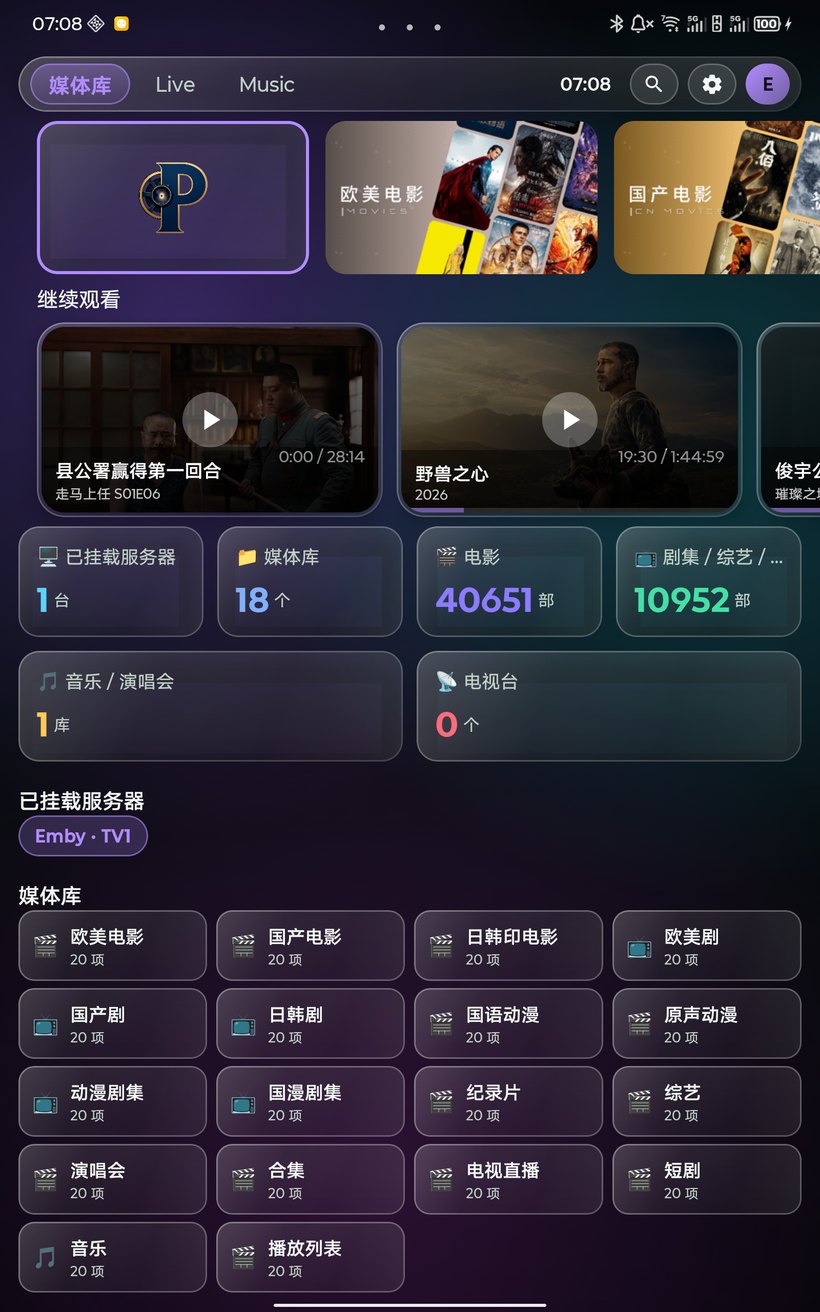 07:08
5G
5G
100
媒体库
Live
Music
07:08
E
P
欧美电影
MOVIES
国产电影
CN MOVIES
八佰
继续观看
县公署赢得第一回合
走马上任 S01E06
0:00 / 28:14
野兽之心
2026
19:30 / 1:44:59
🖥️ 已挂载服务器
1 台
📁 媒体库
18 个
🎬 电影
40651 部
📺 剧集 / 综艺 / ...
10952 部
🎵 音乐 / 演唱会
1 库
📡 电视台
0 个
已挂载服务器
Emby · TV1
媒体库
欧美电影
20 项
国产电影
20 项
日韩印电影
20 项
欧美剧
20 项
国产剧
20 项
日韩剧
20 项
国语动漫
20 项
原声动漫
20 项
动漫剧集
20 项
国漫剧集
20 项
纪录片
20 项
综艺
20 项
演唱会
20 项
合集
20 项
电视直播
20 项
短剧
20 项
音乐
20 项
播放列表
20 项